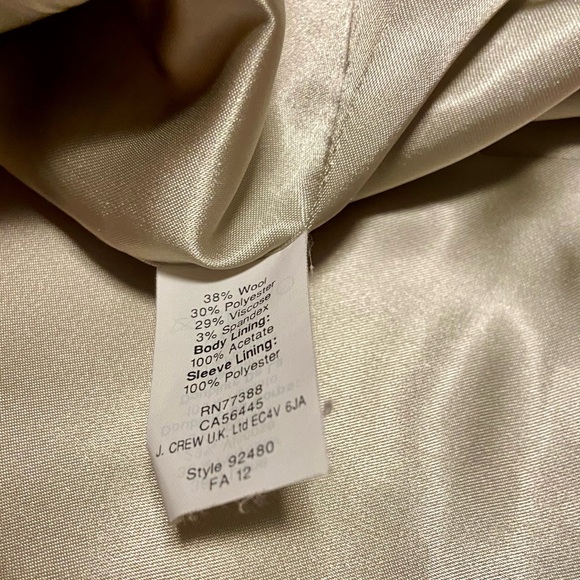 38% Wool
30% Polyester
29% Viscose
3% Spandex
Body Lining:
100% Acetate
Sleeve Lining:
100% Polyester
RN77388
CA56445
J. CREW U.K. Ltd EC4V 6JA
Style 92480
FA 12